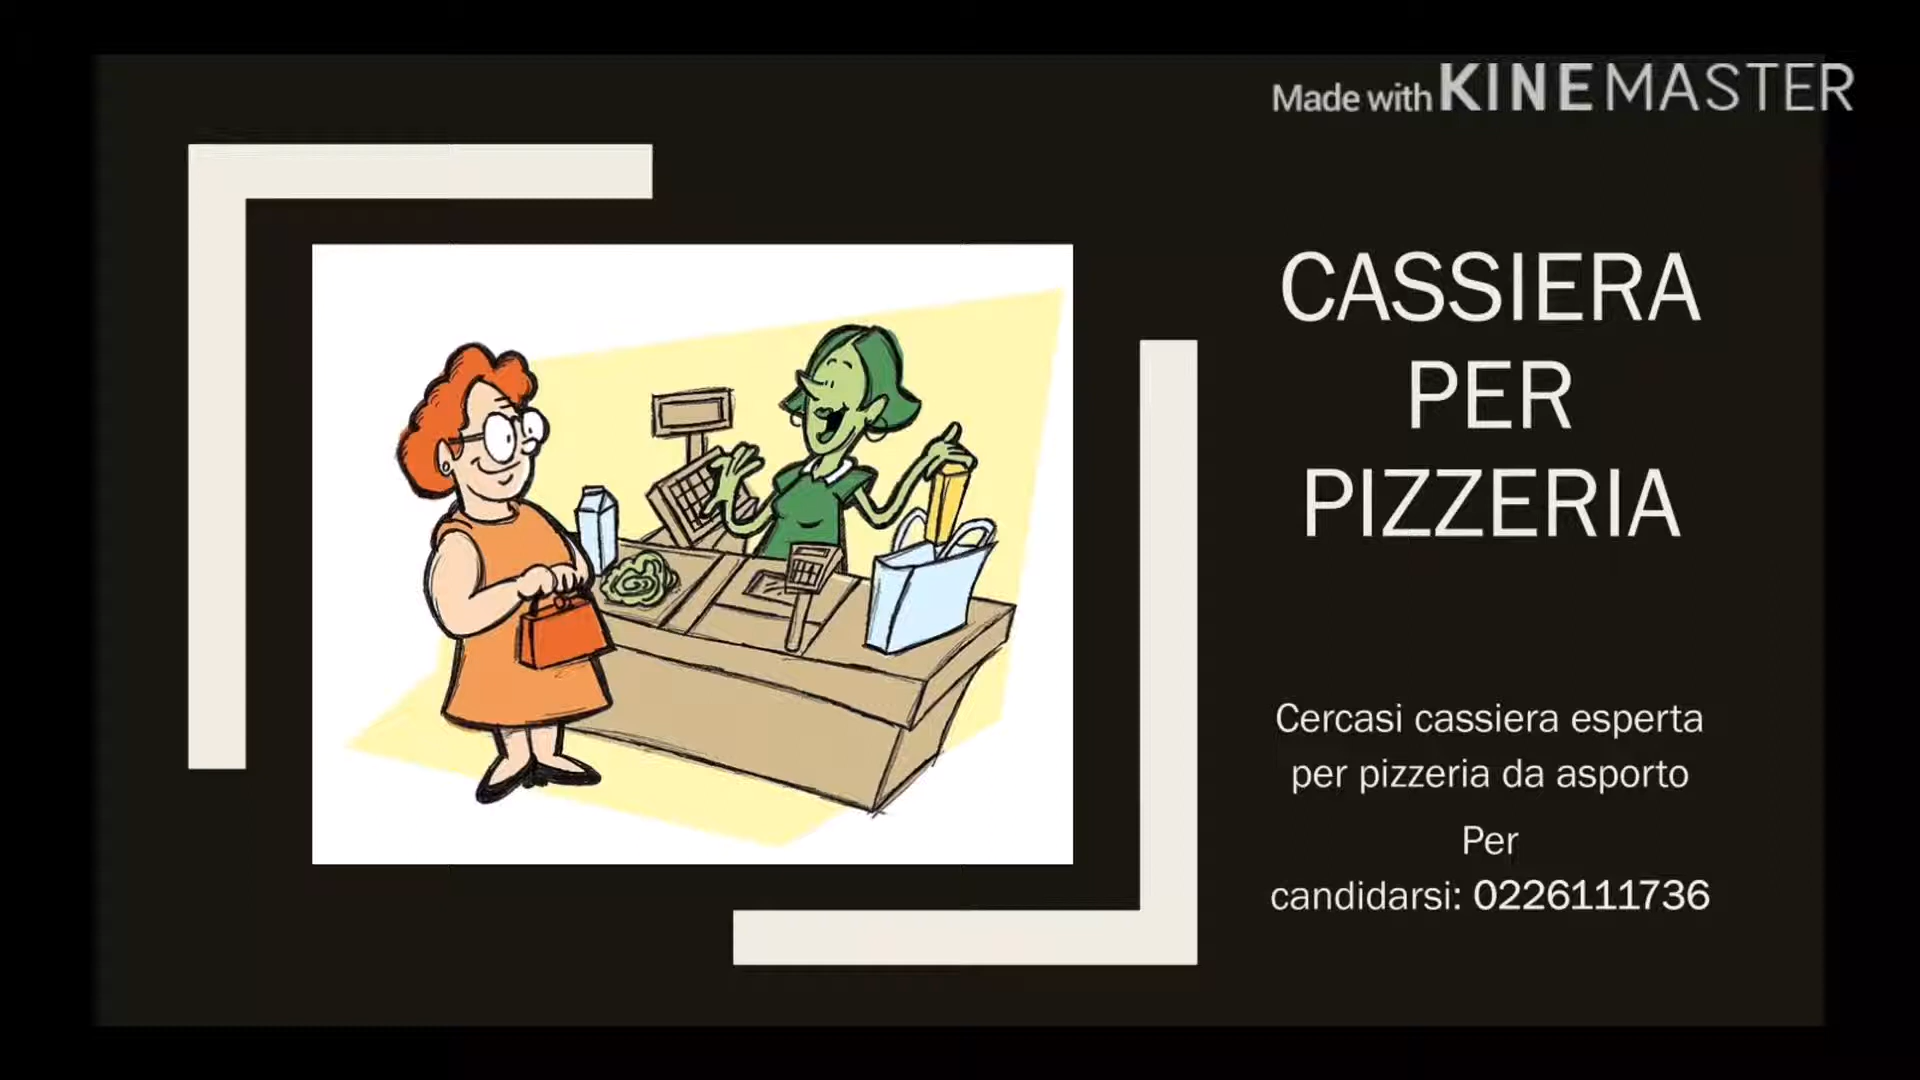 Made with KINEMASTER
CASSIERA
PER
PIZZERIA
Cercasi cassiera esperta
per pizzeria da asporto
Per
candidarsi: 0226111736